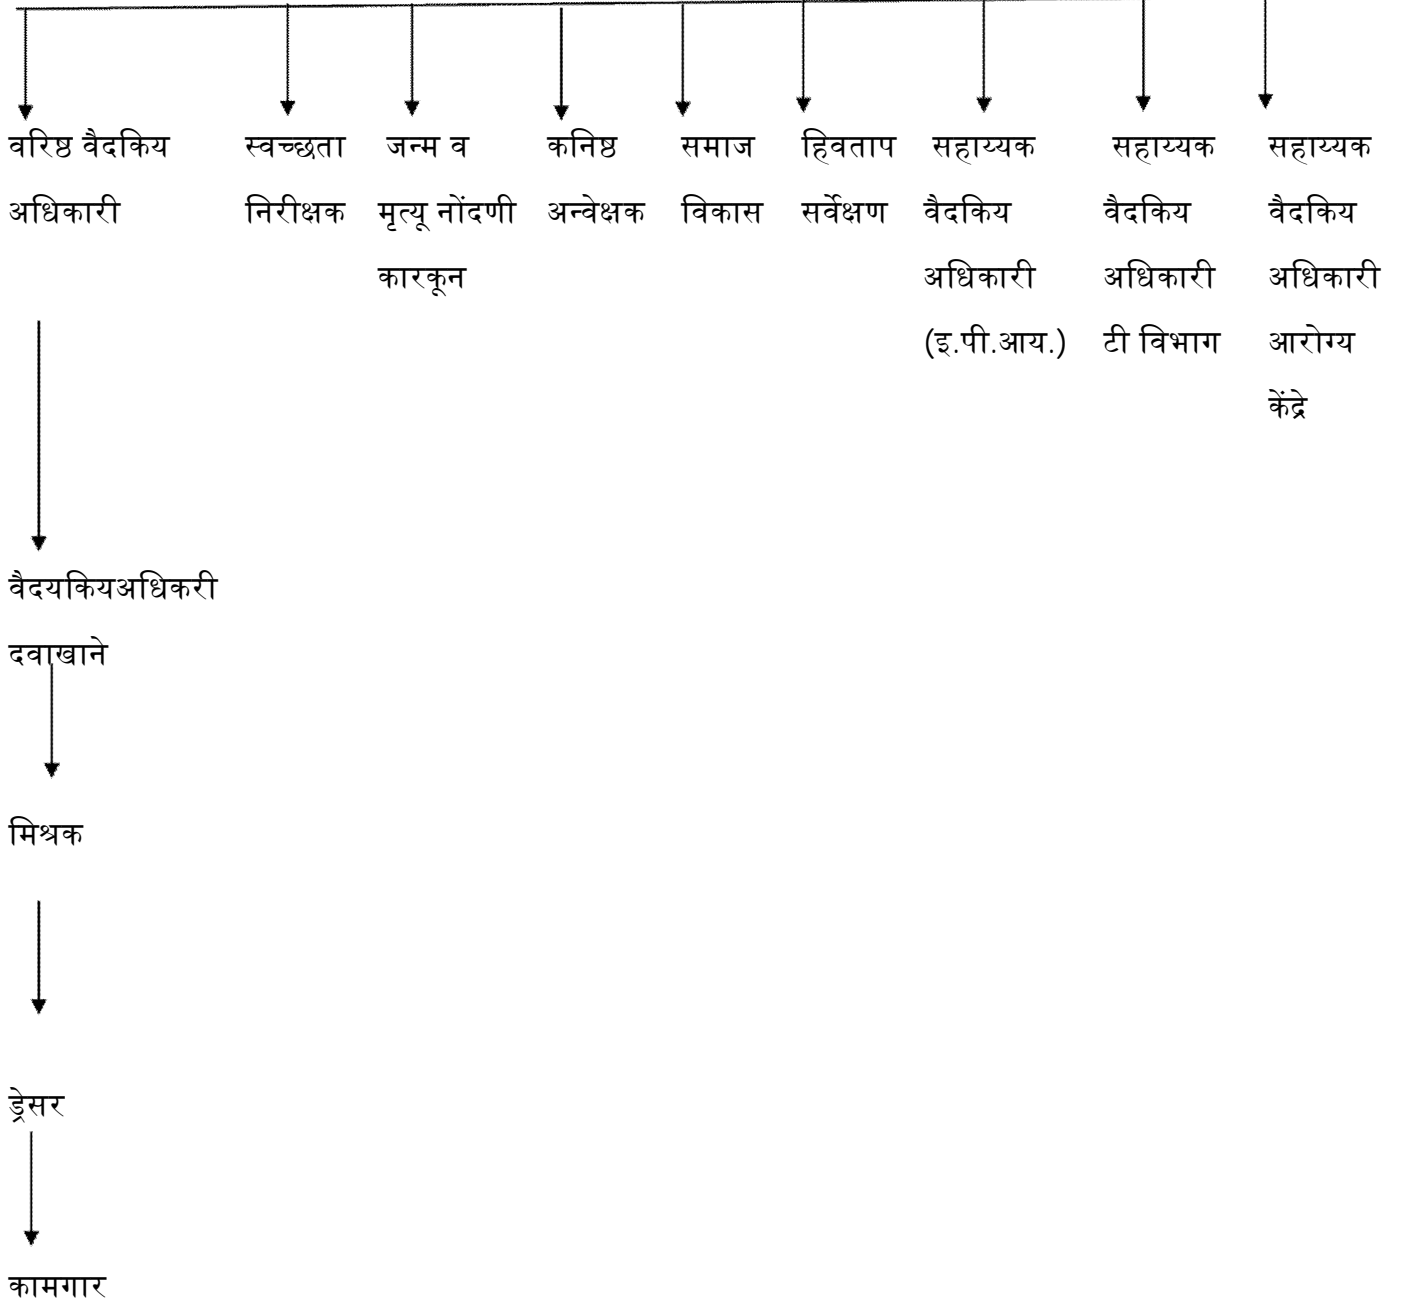 वरिष्ठ वैदकिय
अधिकारी
स्वच्छता
निरीक्षक
जन्म व
मृत्यू नोंदणी
कारकून
कनिष्ठ
अन्वेक्षक
समाज
विकास
हिवताप
सर्वेक्षण
सहाय्यक
वैदकिय
अधिकारी
(इ.पी.आय.)
सहाय्यक
वैदकिय
अधिकारी
टी विभाग
सहाय्यक
वैदकिय
अधिकारी
आरोग्य
केंद्रे
वैदयकियअधिकरी
दवाखाने
मिश्रक
ड्रेसर
कामगार